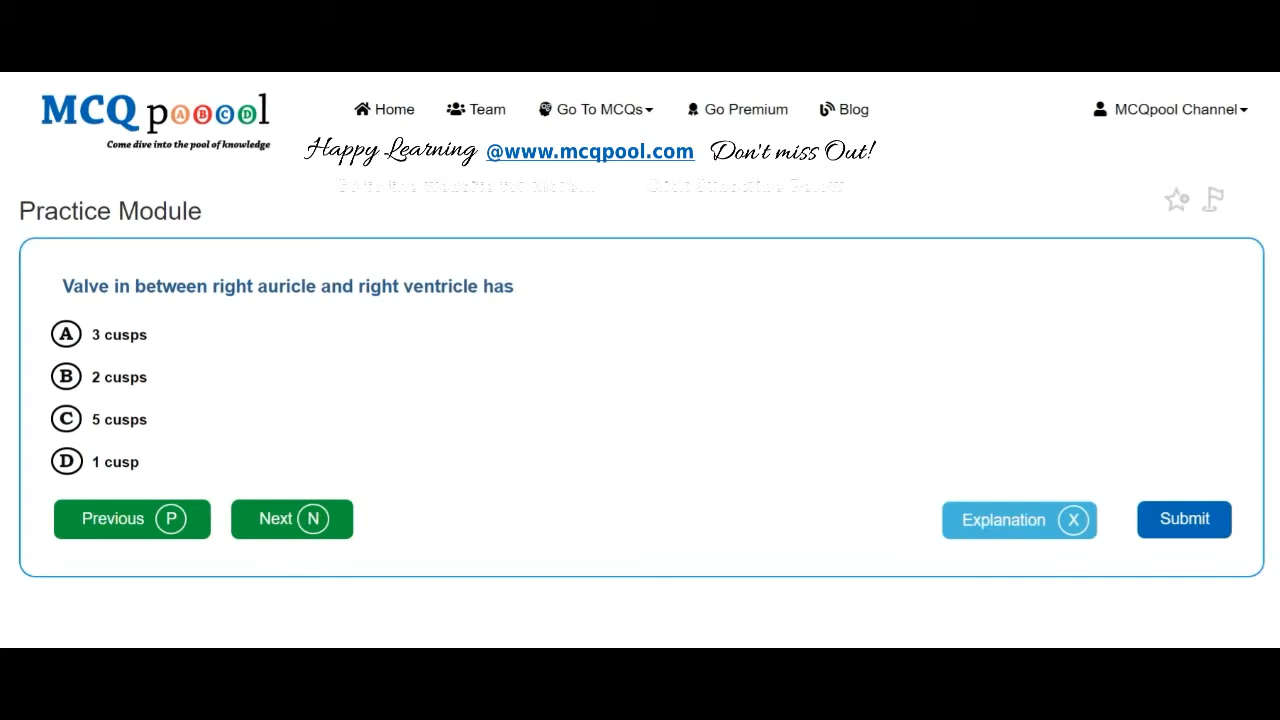 MCQ pooool
Come dive into the pool of knowledge
Home Team Go To MCQs Go Premium Blog MCQpool Channel
Happy Learning @www.mcqpool.com Don't miss Out!
Practice Module
Valve in between right auricle and right ventricle has
A 3 cusps
B 2 cusps
C 5 cusps
D 1 cusp
Previous P Next N Explanation X Submit